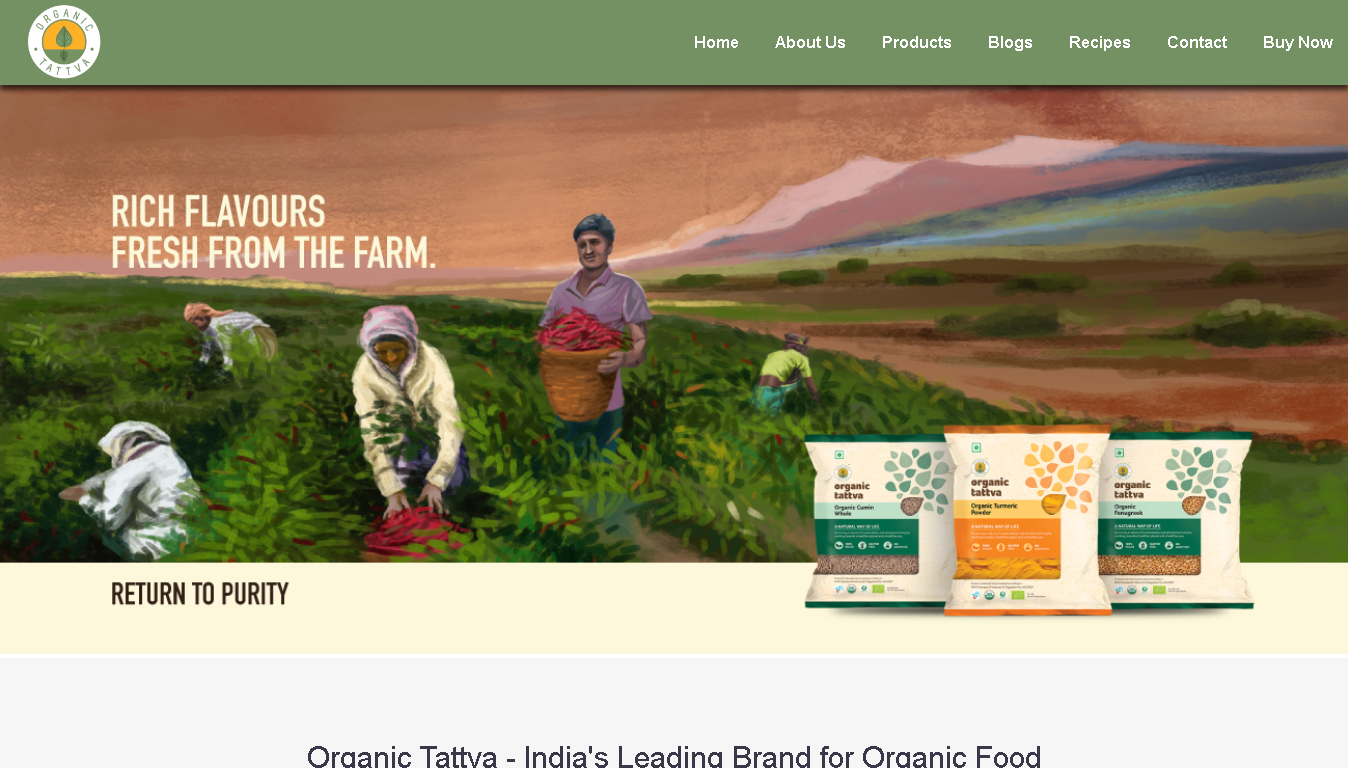 ORGANIC
TATTVA
Home
About Us
Products
Blogs
Recipes
Contact
Buy Now
RICH FLAVOURS
FRESH FROM THE FARM.
organic
tattva
Organic Cumin
Whole
A NATURAL WAY OF LIFE
organic
tattva
Organic Turmeric
Powder
A NATURAL WAY OF LIFE
organic
tattva
Organic
Fenugreek
A NATURAL WAY OF LIFE
RETURN TO PURITY
Organic Tattva - India's Leading Brand for Organic Food